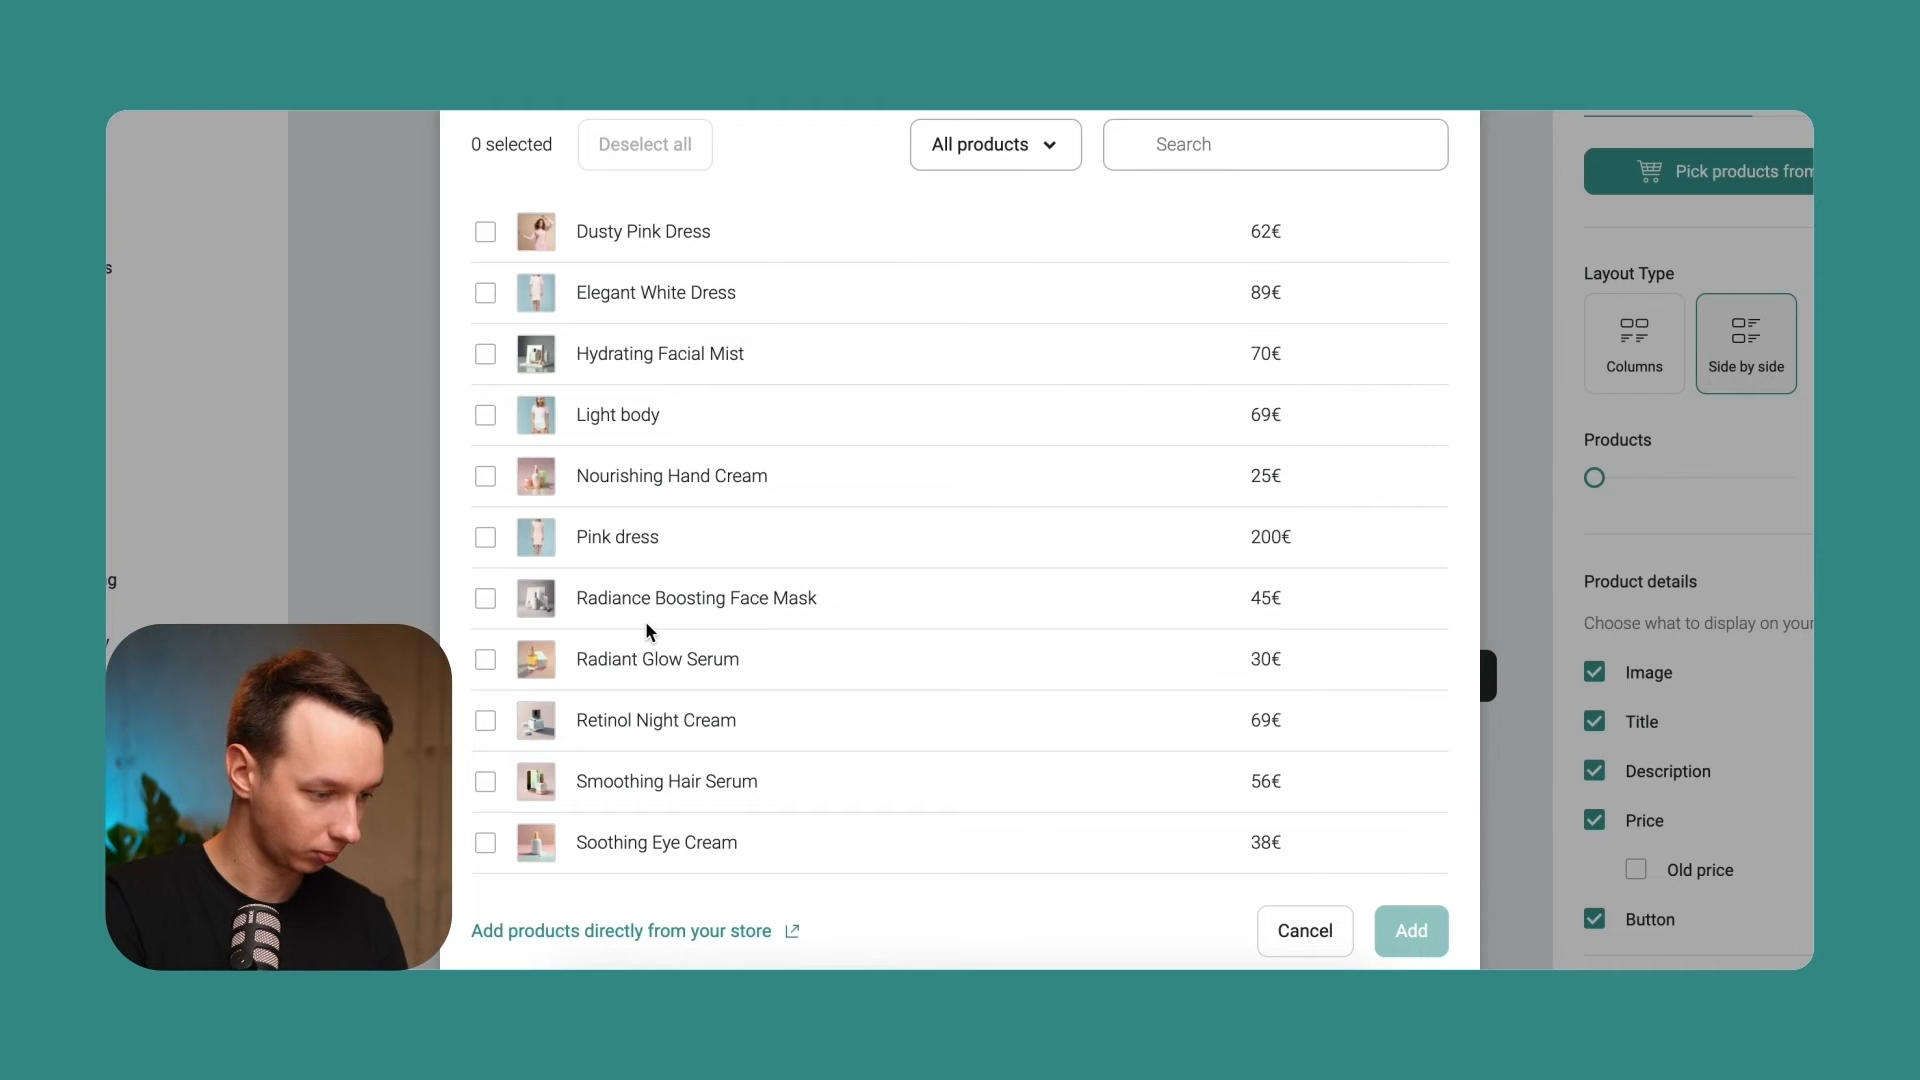 0 selected
Deselect all
All products
Search
Pick products from
Dusty Pink Dress 62€
Elegant White Dress 89€
Hydrating Facial Mist 70€
Light body 69€
Nourishing Hand Cream 25€
Pink dress 200€
Radiance Boosting Face Mask 45€
Radiant Glow Serum 30€
Retinol Night Cream 69€
Smoothing Hair Serum 56€
Soothing Eye Cream 38€
Add products directly from your store
Cancel
Add
s
g
Layout Type
Columns
Side by side
Products
Product details
Choose what to display on your
Image
Title
Description
Price
Old price
Button